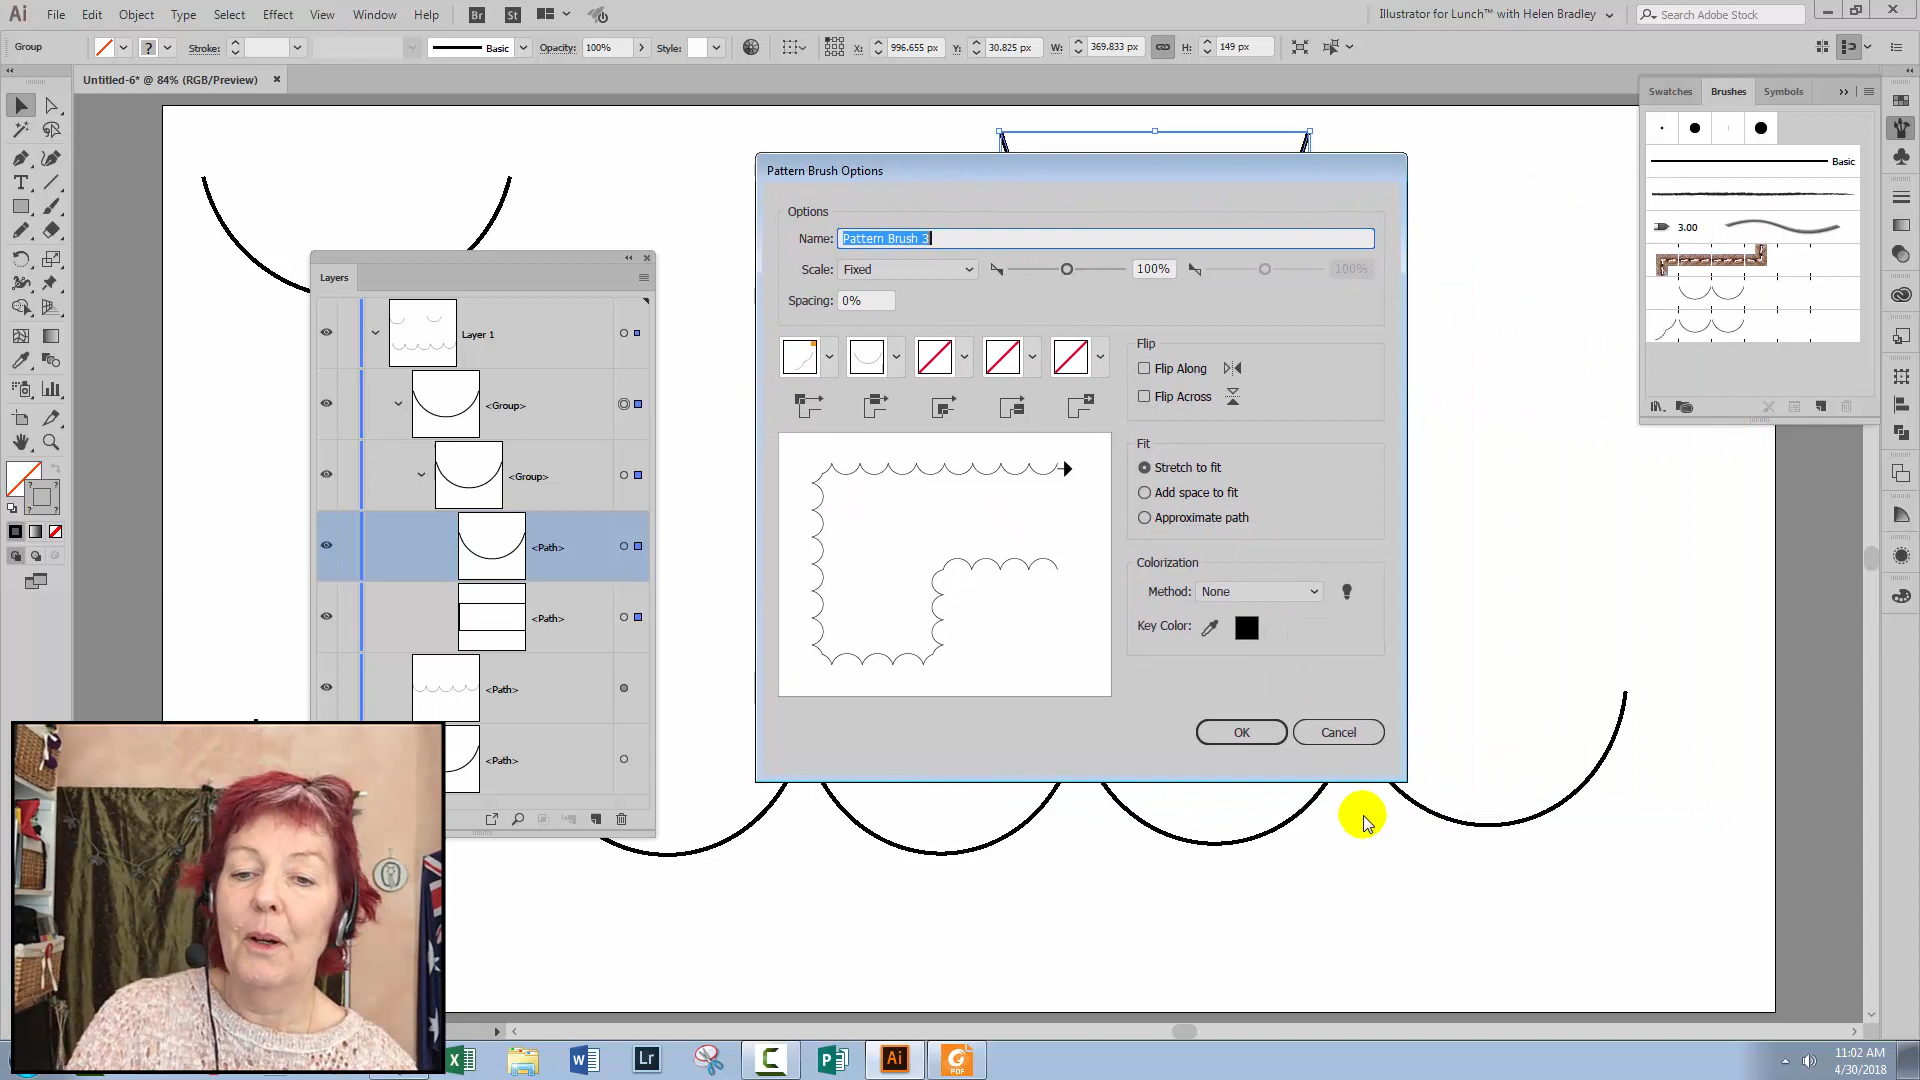 Ai File Edit Object Type Select Effect View Window Help Br St Illustrator for Lunch™ with Helen Bradley Search Adobe Stock
Group ? Stroke: Basic Opacity: 100% Style: X: 996.655 px Y: 30.825 px W: 369.833 px H: 149 px
Untitled-6* @ 84% (RGB/Preview)
Swatches Brushes Symbols
Basic
3.00
Layers
Layer 1
<Group>
<Group>
<Path>
<Path>
<Path>
<Path>
Pattern Brush Options
Options
Name: Pattern Brush 3
Scale: Fixed 100% 100%
Spacing: 0%
Flip
Flip Along
Flip Across
Fit
Stretch to fit
Add space to fit
Approximate path
Colorization
Method: None
Key Color:
OK Cancel
Lr Ai PDF
11:02 AM
4/30/2018